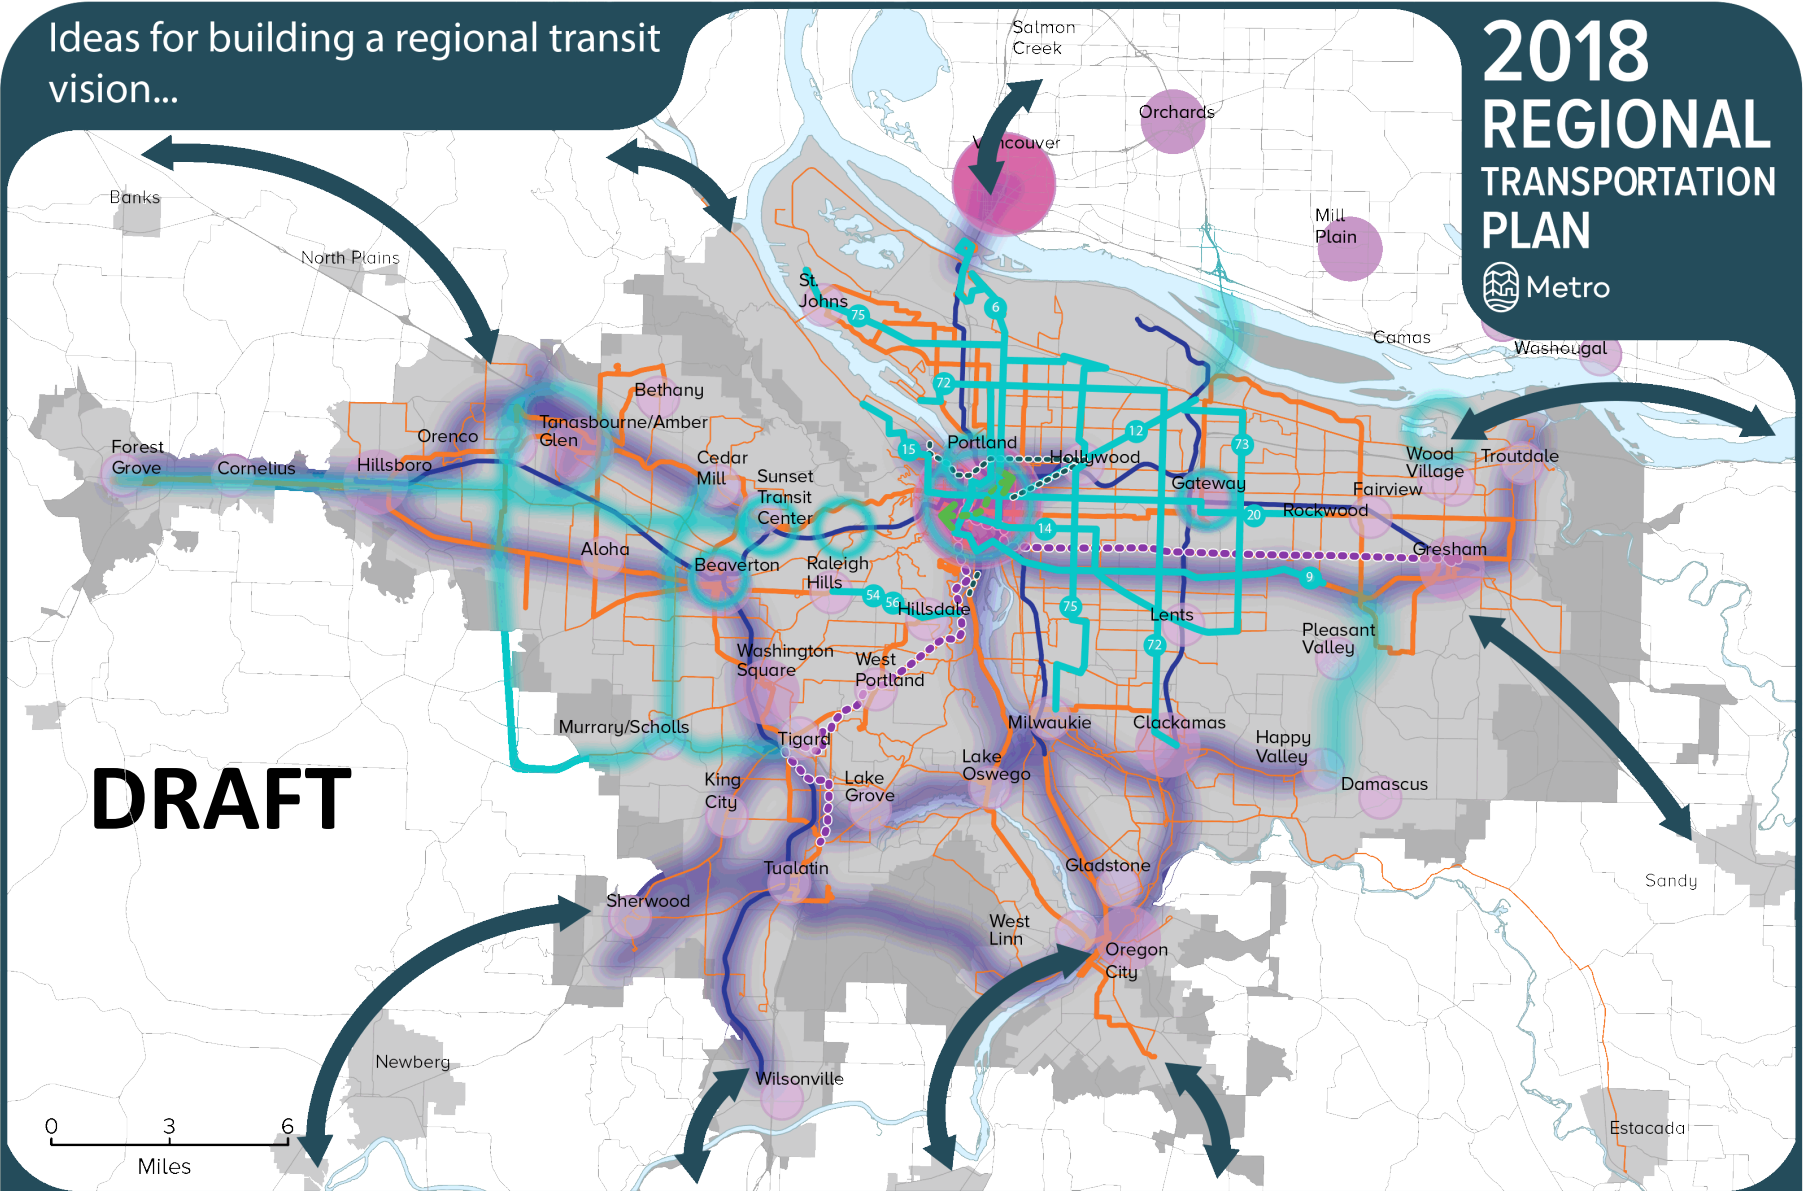 Ideas for building a regional transit
vision...
2018
REGIONAL
TRANSPORTATION
PLAN
Metro
Salmon
Creek
Orchards
Vancouver
Banks
Mill
Plain
North Plains
St.
Johns
75
6
Camas
Washougal
72
Bethany
Tanasbourne/Amber
Glen
Orenco
12
73
15
Portland
Forest
Grove
Cornelius
Hillsboro
Cedar
Mill
Sunset
Transit
Center
Hollywood
Gateway
Wood
Village
Troutdale
Fairview
20
Rockwood
14
Aloha
Beaverton
Raleigh
Hills
54
56
Hillsdale
Gresham
9
75
Lents
72
Pleasant
Valley
Washington
Square
West
Portland
Murrary/Scholls
Tigard
Milwaukie
Clackamas
Happy
Valley
Lake
Oswego
King
City
Lake
Grove
Damascus
DRAFT
Tualatin
Gladstone
Sandy
Sherwood
West
Linn
Oregon
City
Newberg
Wilsonville
Estacada
0 3 6
Miles